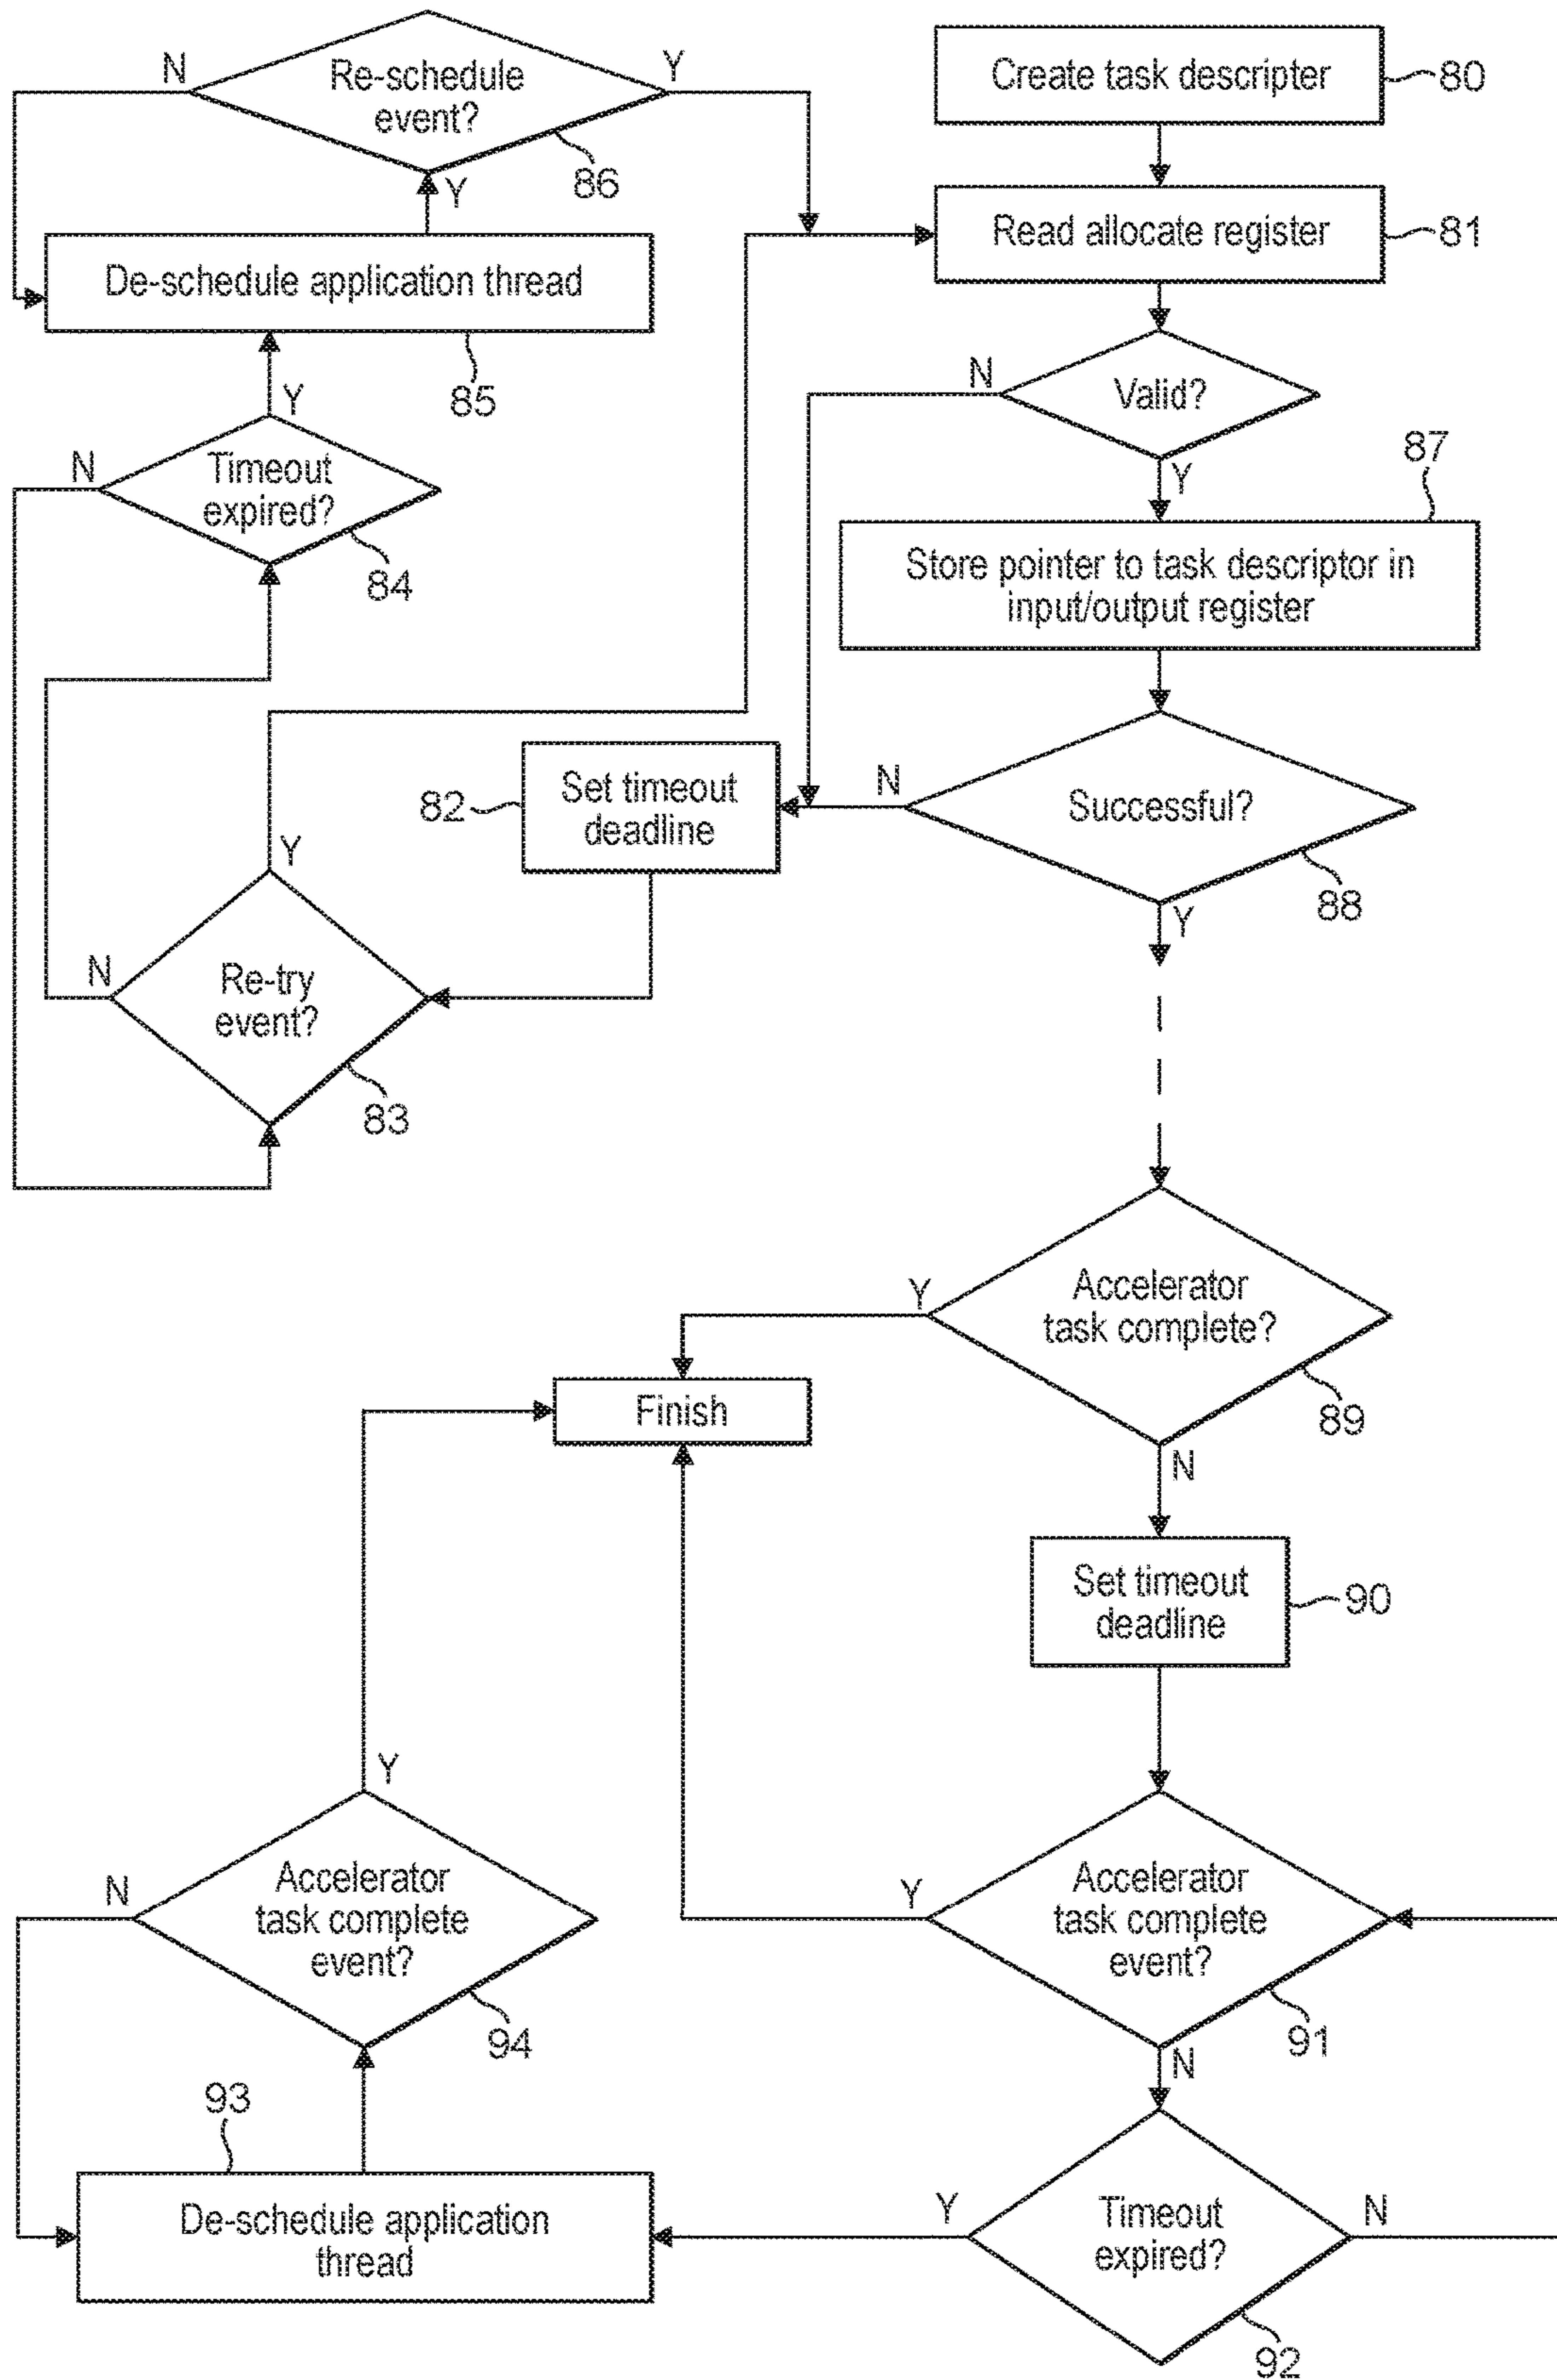 N
Re-schedule
event?
Y
86
Y
De-schedule application thread
85
Y
N
Timeout
expired?
84
Create task descripter
80
Read allocate register
81
N
Valid?
Y
87
Store pointer to task descriptor in
input/output register
82
Set timeout
deadline
N
Successful?
88
Y
Y
N
Re-try
event?
83
Y
Accelerator
task complete?
89
N
Finish
Set timeout
deadline
90
Y
N
Accelerator
task complete
event?
94
Y
Accelerator
task complete
event?
91
N
93
De-schedule application
thread
Y
Timeout
expired?
N
92